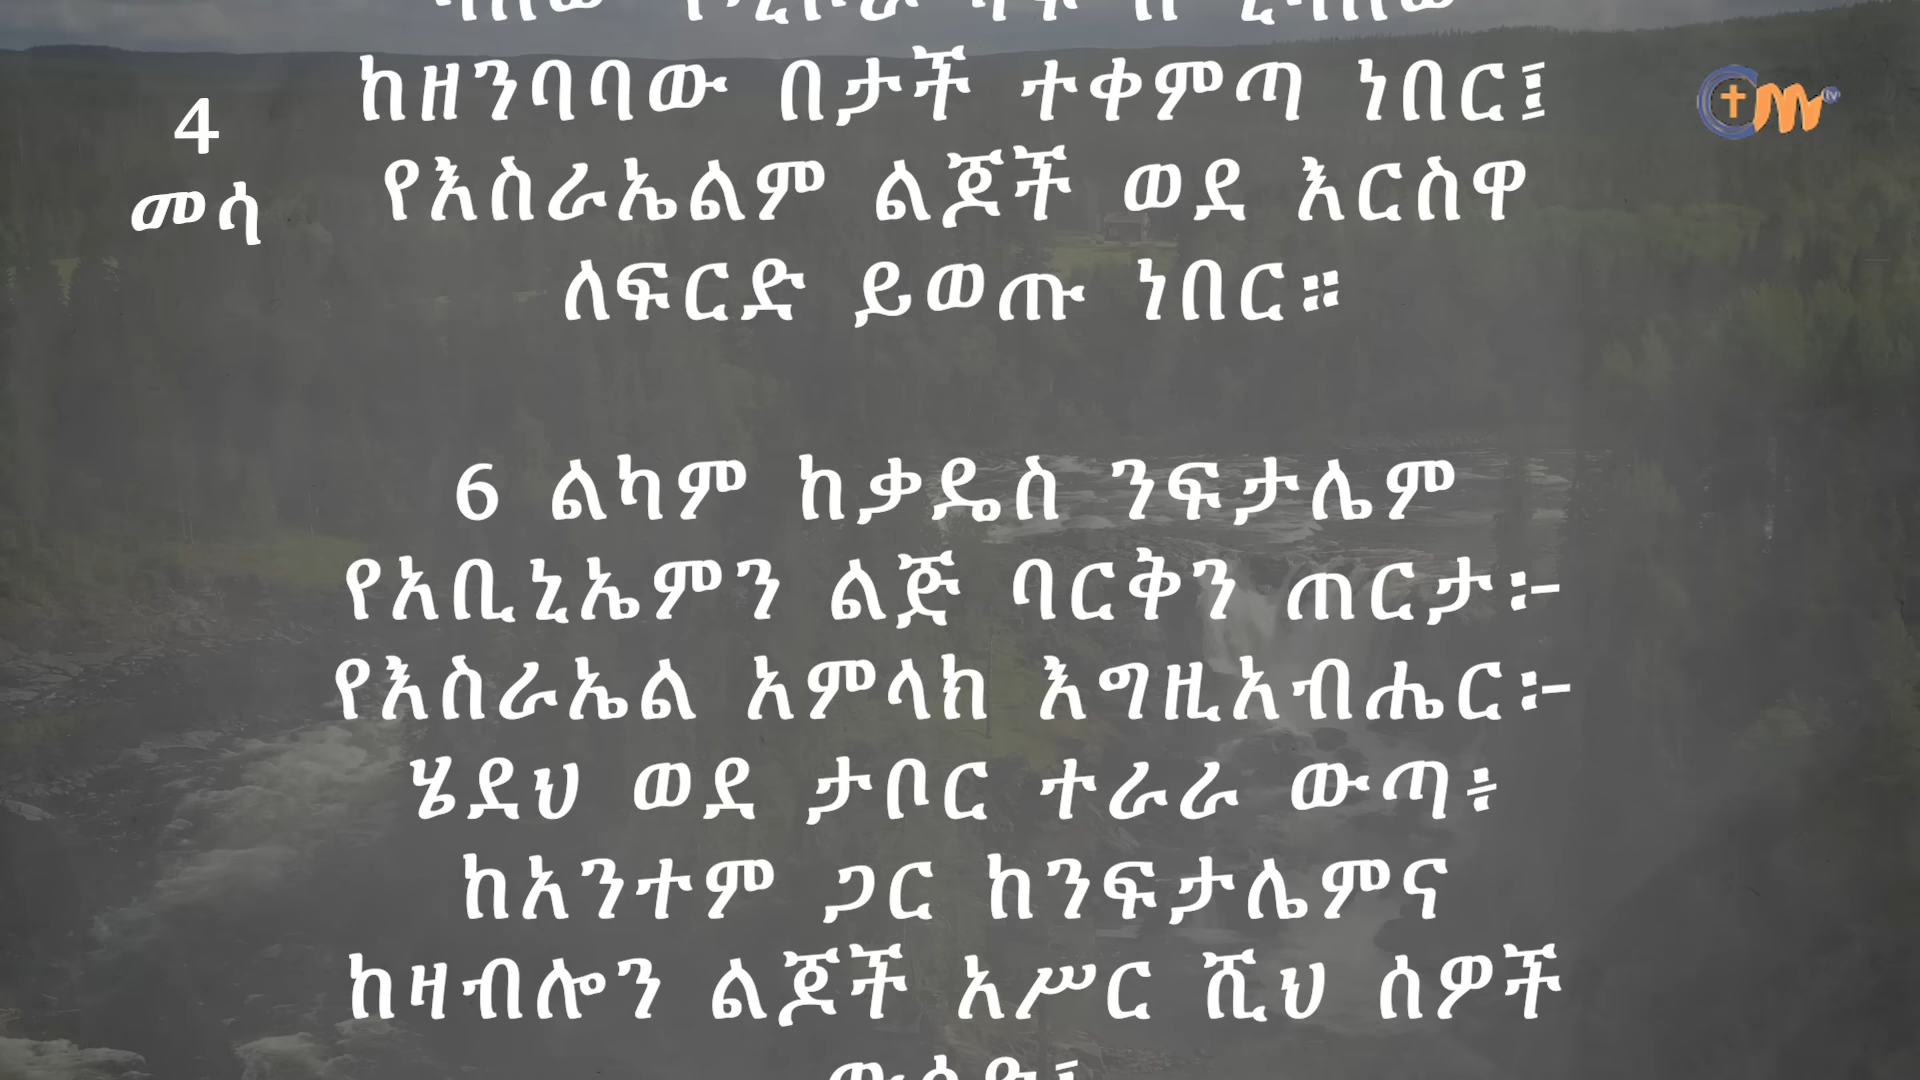 4
መሳ
ከዘንባባው በታች ተቀምጣ ነበር፤
የእስራኤልም ልጆች ወደ እርስዋ
ለፍርድ ይወጡ ነበር።
6 ልካም ከቃዴስ ንፍታሌም
የአቢኒኤምን ልጅ ባርቅን ጠርታ፦
የእስራኤል አምላክ እግዚአብሔር፦
ሄደህ ወደ ታቦር ተራራ ውጣ፥
ከአንተም ጋር ከንፍታሌምና
ከዛብሎን ልጆች አሥር ሺህ ሰዎች